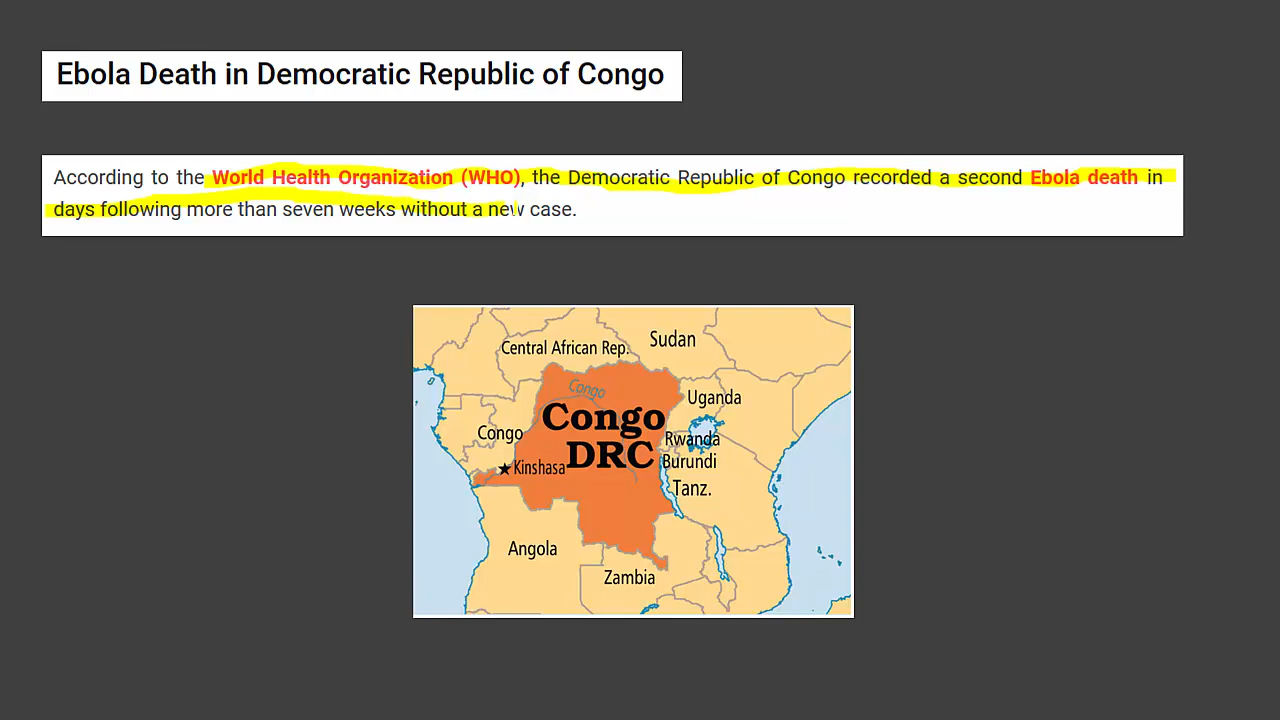 Ebola Death in Democratic Republic of Congo
According to the World Health Organization (WHO), the Democratic Republic of Congo recorded a second Ebola death in
days following more than seven weeks without a new case.
Central African Rep.
Sudan
Congo
Uganda
Congo
Congo
DRC
Rwanda
Kinshasa
Burundi
Tanz.
Angola
Zambia